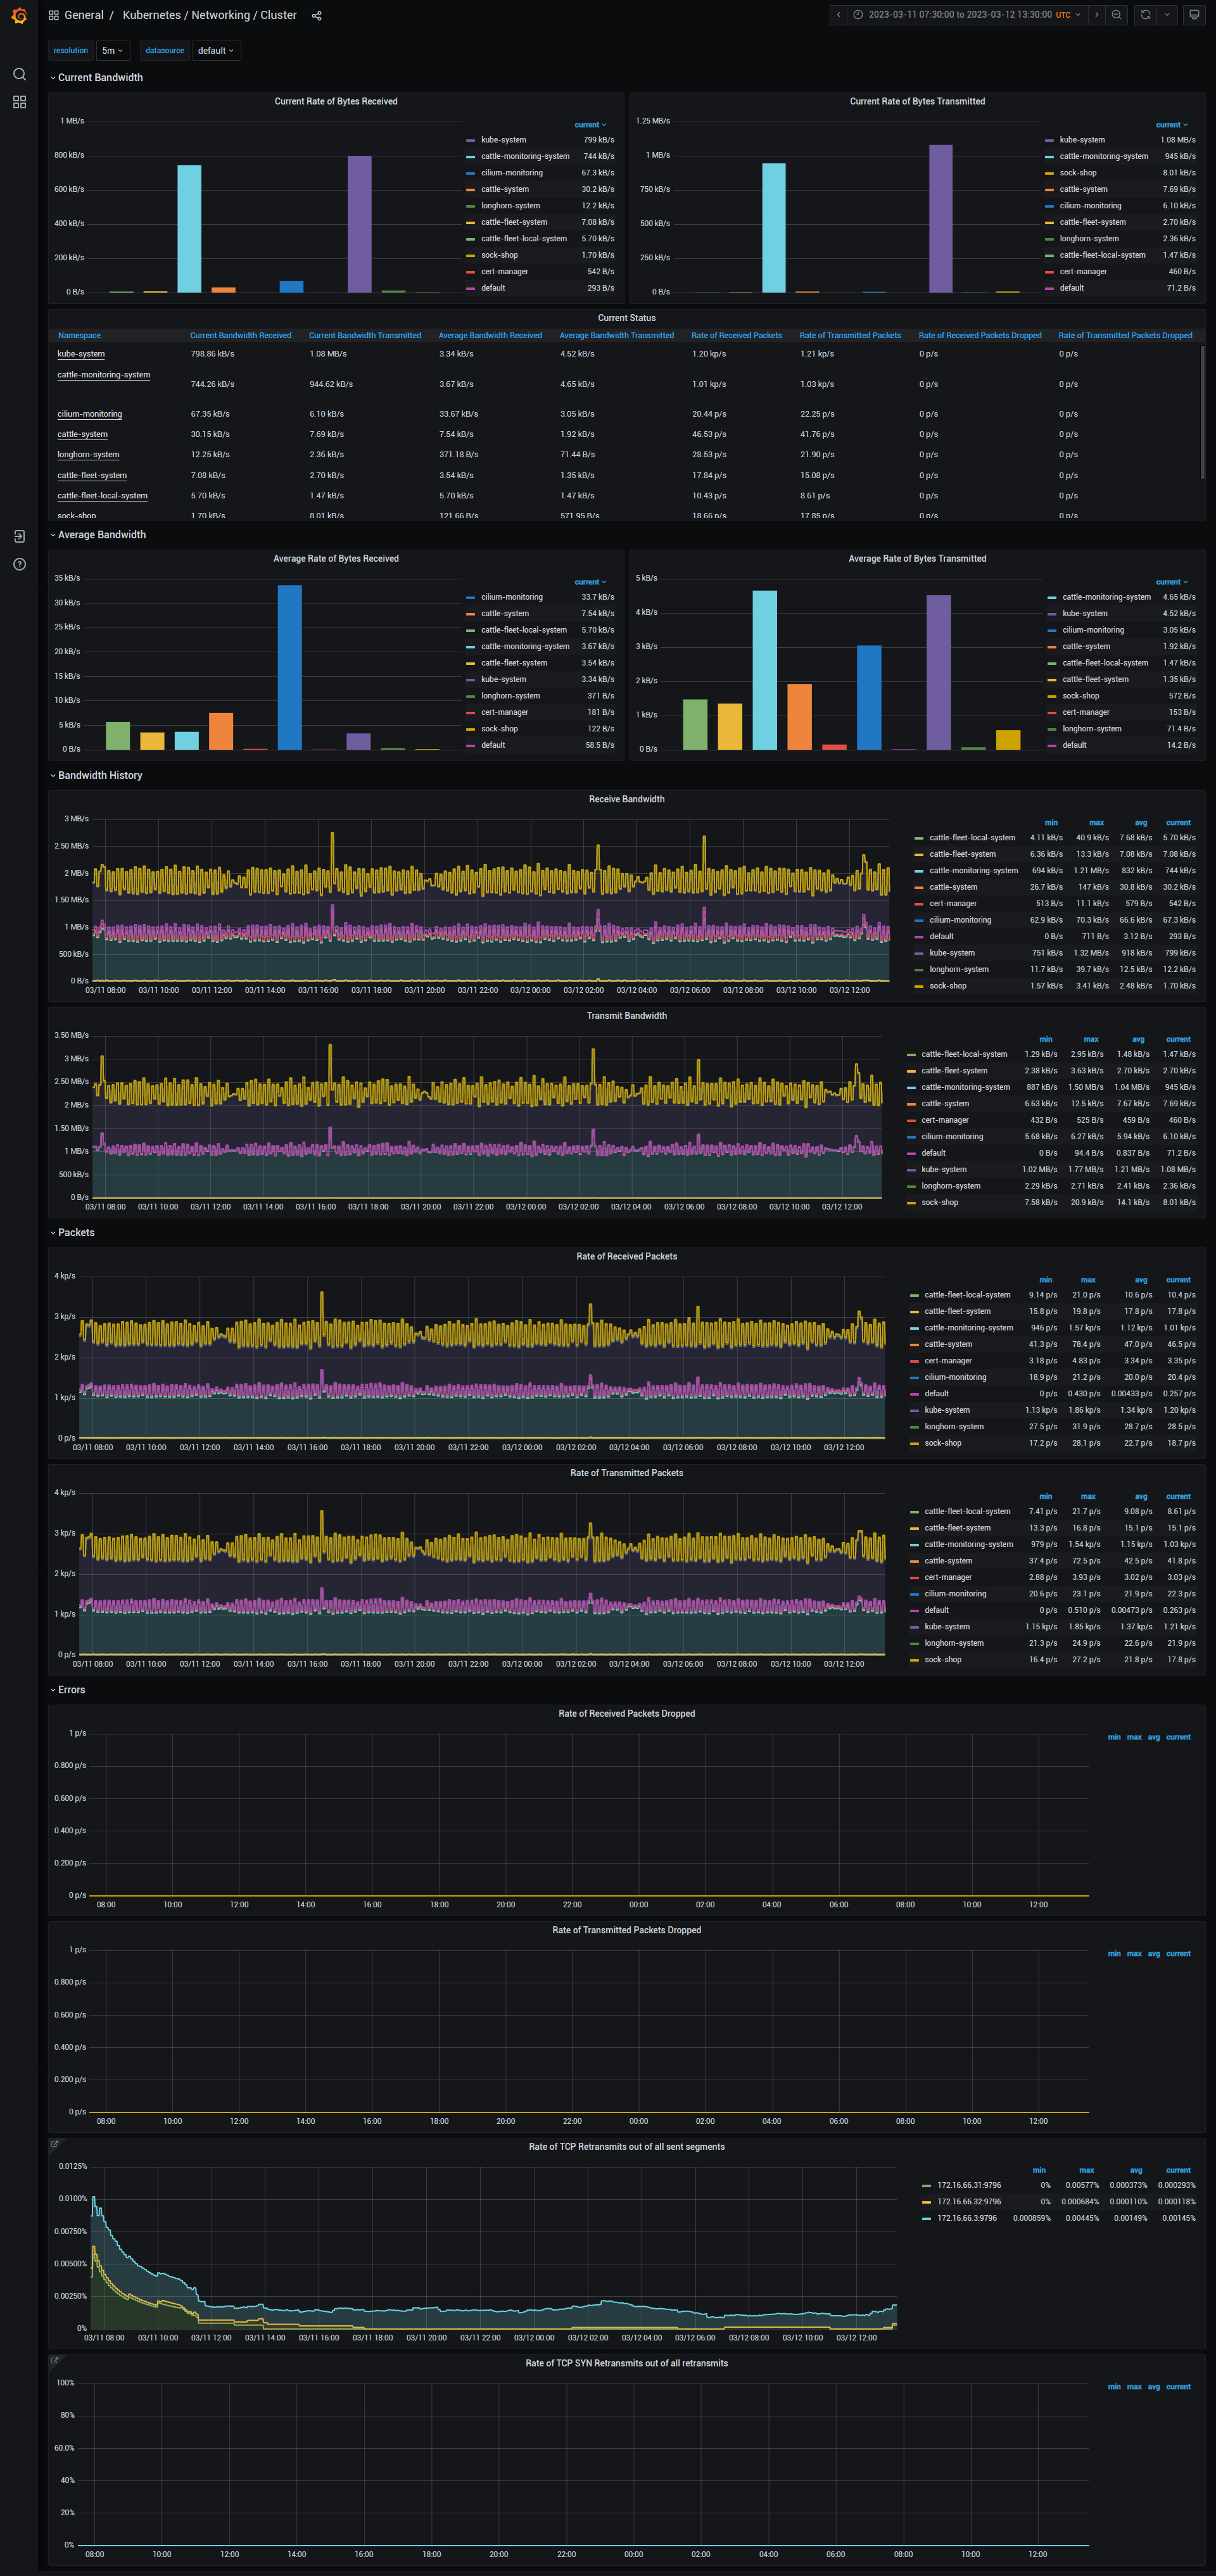 General / Kubernetes / Networking / Cluster
2023-03-11 07:30:00 to 2023-03-12 13:30:00 UTC
resolution 5m datasource default
Current Bandwidth
Current Rate of Bytes Received
1 MB/s
800 kB/s
600 kB/s
400 kB/s
200 kB/s
0 B/s
current
kube-system 799 kB/s
cattle-monitoring-system 744 kB/s
cilium-monitoring 67.3 kB/s
cattle-system 30.2 kB/s
longhorn-system 12.2 kB/s
cattle-fleet-system 7.08 kB/s
cattle-fleet-local-system 5.70 kB/s
sock-shop 1.70 kB/s
cert-manager 542 B/s
default 293 B/s
Current Rate of Bytes Transmitted
1.25 MB/s
1 MB/s
750 kB/s
500 kB/s
250 kB/s
0 B/s
current
kube-system 1.08 MB/s
cattle-monitoring-system 945 kB/s
sock-shop 8.01 kB/s
cattle-system 7.69 kB/s
cilium-monitoring 6.10 kB/s
cattle-fleet-system 2.70 kB/s
longhorn-system 2.36 kB/s
cattle-fleet-local-system 1.47 kB/s
cert-manager 460 B/s
default 71.2 B/s
Current Status
Namespace Current Bandwidth Received Current Bandwidth Transmitted Average Bandwidth Received Average Bandwidth Transmitted Rate of Received Packets Rate of Transmitted Packets Rate of Received Packets Dropped Rate of Transmitted Packets Dropped
kube-system 798.86 kB/s 1.08 MB/s 3.34 kB/s 4.52 kB/s 1.20 kp/s 1.21 kp/s 0 p/s 0 p/s
cattle-monitoring-system 744.26 kB/s 944.62 kB/s 3.67 kB/s 4.65 kB/s 1.01 kp/s 1.03 kp/s 0 p/s 0 p/s
cilium-monitoring 67.35 kB/s 6.10 kB/s 33.67 kB/s 3.05 kB/s 20.44 p/s 22.25 p/s 0 p/s 0 p/s
cattle-system 30.15 kB/s 7.69 kB/s 7.54 kB/s 1.92 kB/s 46.53 p/s 41.76 p/s 0 p/s 0 p/s
longhorn-system 12.25 kB/s 2.36 kB/s 371.18 B/s 71.44 B/s 28.53 p/s 21.90 p/s 0 p/s 0 p/s
cattle-fleet-system 7.08 kB/s 2.70 kB/s 3.54 kB/s 1.35 kB/s 17.84 p/s 15.08 p/s 0 p/s 0 p/s
cattle-fleet-local-system 5.70 kB/s 1.47 kB/s 5.70 kB/s 1.47 kB/s 10.43 p/s 8.61 p/s 0 p/s 0 p/s
sock-shop 1.70 kB/s 8.01 kB/s 121.66 B/s 571.95 B/s 18.66 p/s 17.85 p/s 0 p/s 0 p/s
Average Bandwidth
Average Rate of Bytes Received
35 kB/s
30 kB/s
25 kB/s
20 kB/s
15 kB/s
10 kB/s
5 kB/s
0 B/s
current
cilium-monitoring 33.7 kB/s
cattle-system 7.54 kB/s
cattle-fleet-local-system 5.70 kB/s
cattle-monitoring-system 3.67 kB/s
cattle-fleet-system 3.54 kB/s
kube-system 3.34 kB/s
longhorn-system 371 B/s
cert-manager 181 B/s
sock-shop 122 B/s
default 58.5 B/s
Average Rate of Bytes Transmitted
5 kB/s
4 kB/s
3 kB/s
2 kB/s
1 kB/s
0 B/s
current
cattle-monitoring-system 4.65 kB/s
kube-system 4.52 kB/s
cilium-monitoring 3.05 kB/s
cattle-system 1.92 kB/s
cattle-fleet-local-system 1.47 kB/s
cattle-fleet-system 1.35 kB/s
sock-shop 572 B/s
cert-manager 153 B/s
longhorn-system 71.4 B/s
default 14.2 B/s
Bandwidth History
Receive Bandwidth
3 MB/s
2.50 MB/s
2 MB/s
1.50 MB/s
1 MB/s
500 kB/s
0 B/s
03/11 08:00 03/11 10:00 03/11 12:00 03/11 14:00 03/11 16:00 03/11 18:00 03/11 20:00 03/11 22:00 03/12 00:00 03/12 02:00 03/12 04:00 03/12 06:00 03/12 08:00 03/12 10:00 03/12 12:00
min max avg current
cattle-fleet-local-system 4.11 kB/s 40.9 kB/s 7.68 kB/s 5.70 kB/s
cattle-fleet-system 6.36 kB/s 13.3 kB/s 7.08 kB/s 7.08 kB/s
cattle-monitoring-system 694 kB/s 1.21 MB/s 832 kB/s 744 kB/s
cattle-system 26.7 kB/s 147 kB/s 30.8 kB/s 30.2 kB/s
cert-manager 513 B/s 11.1 kB/s 579 B/s 542 B/s
cilium-monitoring 62.9 kB/s 70.3 kB/s 66.6 kB/s 67.3 kB/s
default 0 B/s 711 B/s 3.12 B/s 293 B/s
kube-system 751 kB/s 1.32 MB/s 918 kB/s 799 kB/s
longhorn-system 11.7 kB/s 39.7 kB/s 12.5 kB/s 12.2 kB/s
sock-shop 1.57 kB/s 3.41 kB/s 2.48 kB/s 1.70 kB/s
Transmit Bandwidth
3.50 MB/s
3 MB/s
2.50 MB/s
2 MB/s
1.50 MB/s
1 MB/s
500 kB/s
0 B/s
03/11 08:00 03/11 10:00 03/11 12:00 03/11 14:00 03/11 16:00 03/11 18:00 03/11 20:00 03/11 22:00 03/12 00:00 03/12 02:00 03/12 04:00 03/12 06:00 03/12 08:00 03/12 10:00 03/12 12:00
min max avg current
cattle-fleet-local-system 1.29 kB/s 2.95 kB/s 1.48 kB/s 1.47 kB/s
cattle-fleet-system 2.38 kB/s 3.63 kB/s 2.70 kB/s 2.70 kB/s
cattle-monitoring-system 887 kB/s 1.50 MB/s 1.04 MB/s 945 kB/s
cattle-system 6.63 kB/s 12.5 kB/s 7.67 kB/s 7.69 kB/s
cert-manager 432 B/s 525 B/s 459 B/s 460 B/s
cilium-monitoring 5.68 kB/s 6.27 kB/s 5.94 kB/s 6.10 kB/s
default 0 B/s 94.4 B/s 0.837 B/s 71.2 B/s
kube-system 1.02 MB/s 1.77 MB/s 1.21 MB/s 1.08 MB/s
longhorn-system 2.29 kB/s 2.71 kB/s 2.41 kB/s 2.36 kB/s
sock-shop 7.58 kB/s 20.9 kB/s 14.1 kB/s 8.01 kB/s
Packets
Rate of Received Packets
4 kp/s
3 kp/s
2 kp/s
1 kp/s
0 p/s
03/11 08:00 03/11 10:00 03/11 12:00 03/11 14:00 03/11 16:00 03/11 18:00 03/11 20:00 03/11 22:00 03/12 00:00 03/12 02:00 03/12 04:00 03/12 06:00 03/12 08:00 03/12 10:00 03/12 12:00
min max avg current
cattle-fleet-local-system 9.14 p/s 21.0 p/s 10.6 p/s 10.4 p/s
cattle-fleet-system 15.8 p/s 19.8 p/s 17.8 p/s 17.8 p/s
cattle-monitoring-system 946 p/s 1.57 kp/s 1.12 kp/s 1.01 kp/s
cattle-system 41.3 p/s 78.4 p/s 47.0 p/s 46.5 p/s
cert-manager 3.18 p/s 4.83 p/s 3.34 p/s 3.35 p/s
cilium-monitoring 18.9 p/s 21.2 p/s 20.0 p/s 20.4 p/s
default 0 p/s 0.430 p/s 0.00433 p/s 0.257 p/s
kube-system 1.13 kp/s 1.86 kp/s 1.34 kp/s 1.20 kp/s
longhorn-system 27.5 p/s 31.9 p/s 28.7 p/s 28.5 p/s
sock-shop 17.2 p/s 28.1 p/s 22.7 p/s 18.7 p/s
Rate of Transmitted Packets
4 kp/s
3 kp/s
2 kp/s
1 kp/s
0 p/s
03/11 08:00 03/11 10:00 03/11 12:00 03/11 14:00 03/11 16:00 03/11 18:00 03/11 20:00 03/11 22:00 03/12 00:00 03/12 02:00 03/12 04:00 03/12 06:00 03/12 08:00 03/12 10:00 03/12 12:00
min max avg current
cattle-fleet-local-system 7.41 p/s 21.7 p/s 9.08 p/s 8.61 p/s
cattle-fleet-system 13.3 p/s 16.8 p/s 15.1 p/s 15.1 p/s
cattle-monitoring-system 979 p/s 1.54 kp/s 1.15 kp/s 1.03 kp/s
cattle-system 37.4 p/s 72.5 p/s 42.5 p/s 41.8 p/s
cert-manager 2.88 p/s 3.93 p/s 3.02 p/s 3.03 p/s
cilium-monitoring 20.6 p/s 23.1 p/s 21.9 p/s 22.3 p/s
default 0 p/s 0.510 p/s 0.00473 p/s 0.263 p/s
kube-system 1.15 kp/s 1.85 kp/s 1.37 kp/s 1.21 kp/s
longhorn-system 21.3 p/s 24.9 p/s 22.6 p/s 21.9 p/s
sock-shop 16.4 p/s 27.2 p/s 21.8 p/s 17.8 p/s
Errors
Rate of Received Packets Dropped
1 p/s
0.800 p/s
0.600 p/s
0.400 p/s
0.200 p/s
0 p/s
08:00 10:00 12:00 14:00 16:00 18:00 20:00 22:00 00:00 02:00 04:00 06:00 08:00 10:00 12:00
min max avg current
Rate of Transmitted Packets Dropped
1 p/s
0.800 p/s
0.600 p/s
0.400 p/s
0.200 p/s
0 p/s
08:00 10:00 12:00 14:00 16:00 18:00 20:00 22:00 00:00 02:00 04:00 06:00 08:00 10:00 12:00
min max avg current
Rate of TCP Retransmits out of all sent segments
0.0125%
0.0100%
0.00750%
0.00500%
0.00250%
0%
03/11 08:00 03/11 10:00 03/11 12:00 03/11 14:00 03/11 16:00 03/11 18:00 03/11 20:00 03/11 22:00 03/12 00:00 03/12 02:00 03/12 04:00 03/12 06:00 03/12 08:00 03/12 10:00 03/12 12:00
min max avg current
172.16.66.31:9796 0% 0.00577% 0.000373% 0.000293%
172.16.66.32:9796 0% 0.000684% 0.000110% 0.000118%
172.16.66.3:9796 0.000859% 0.00445% 0.00149% 0.00145%
Rate of TCP SYN Retransmits out of all retransmits
100%
80%
60.0%
40%
20%
0%
08:00 10:00 12:00 14:00 16:00 18:00 20:00 22:00 00:00 02:00 04:00 06:00 08:00 10:00 12:00
min max avg current